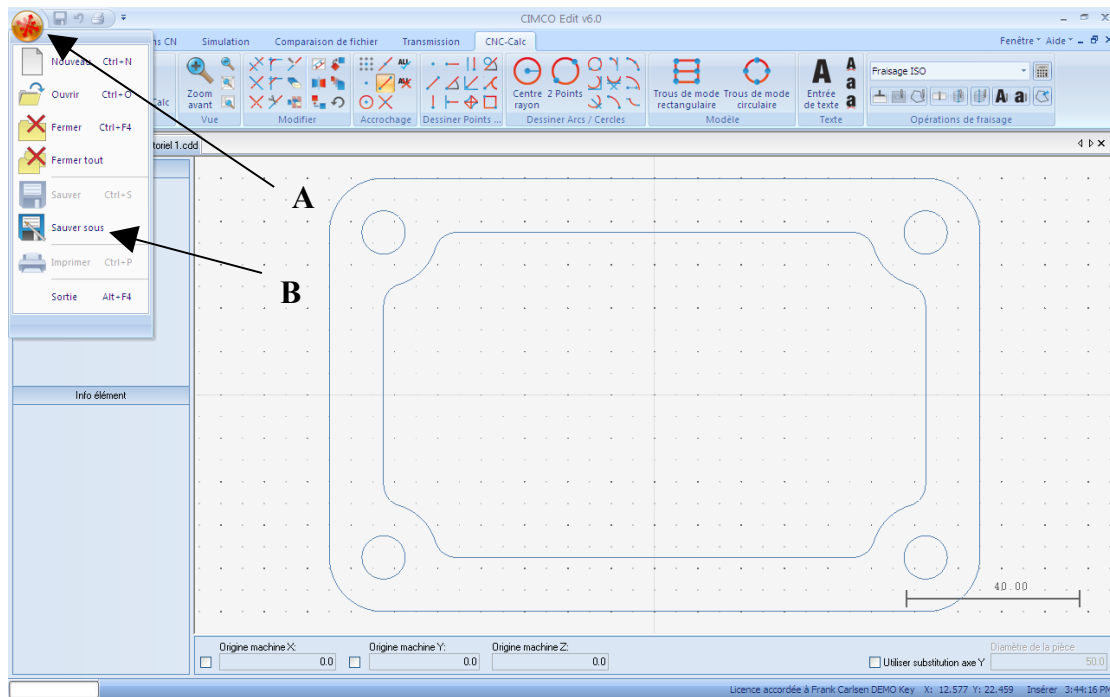 CIMCO Edit v6.0
ns CN Simulation Comparaison de fichier Transmission CNC-Calc Fenêtre Aide
Nouveau Ctrl+N
Ouvrir Ctrl+O
Fermer Ctrl+F4
Fermer tout
Sauver Ctrl+S
Sauver sous
Imprimer Ctrl+P
Sortie Alt+F4
Calc
Zoom avant
Vue
Modifier
Accrochage
Dessiner Points ...
Centre rayon
2 Points
Dessiner Arcs / Cercles
Trous de mode rectangulaire
Trous de mode circulaire
Modèle
Entrée de texte
A
a
a
Texte
Fraisage ISO
Opérations de fraisage
toriel 1.cdd
A
B
Info élément
40.00
Origine machine X: Origine machine Y: Origine machine Z: Diamètre de la pièce
0.0 0.0 0.0 Utiliser substitution axe Y 50.0
Licence accordée à Frank Carlsen DEMO Key X: 12.577 Y: 22.459 Insérer 3:44:16 PM